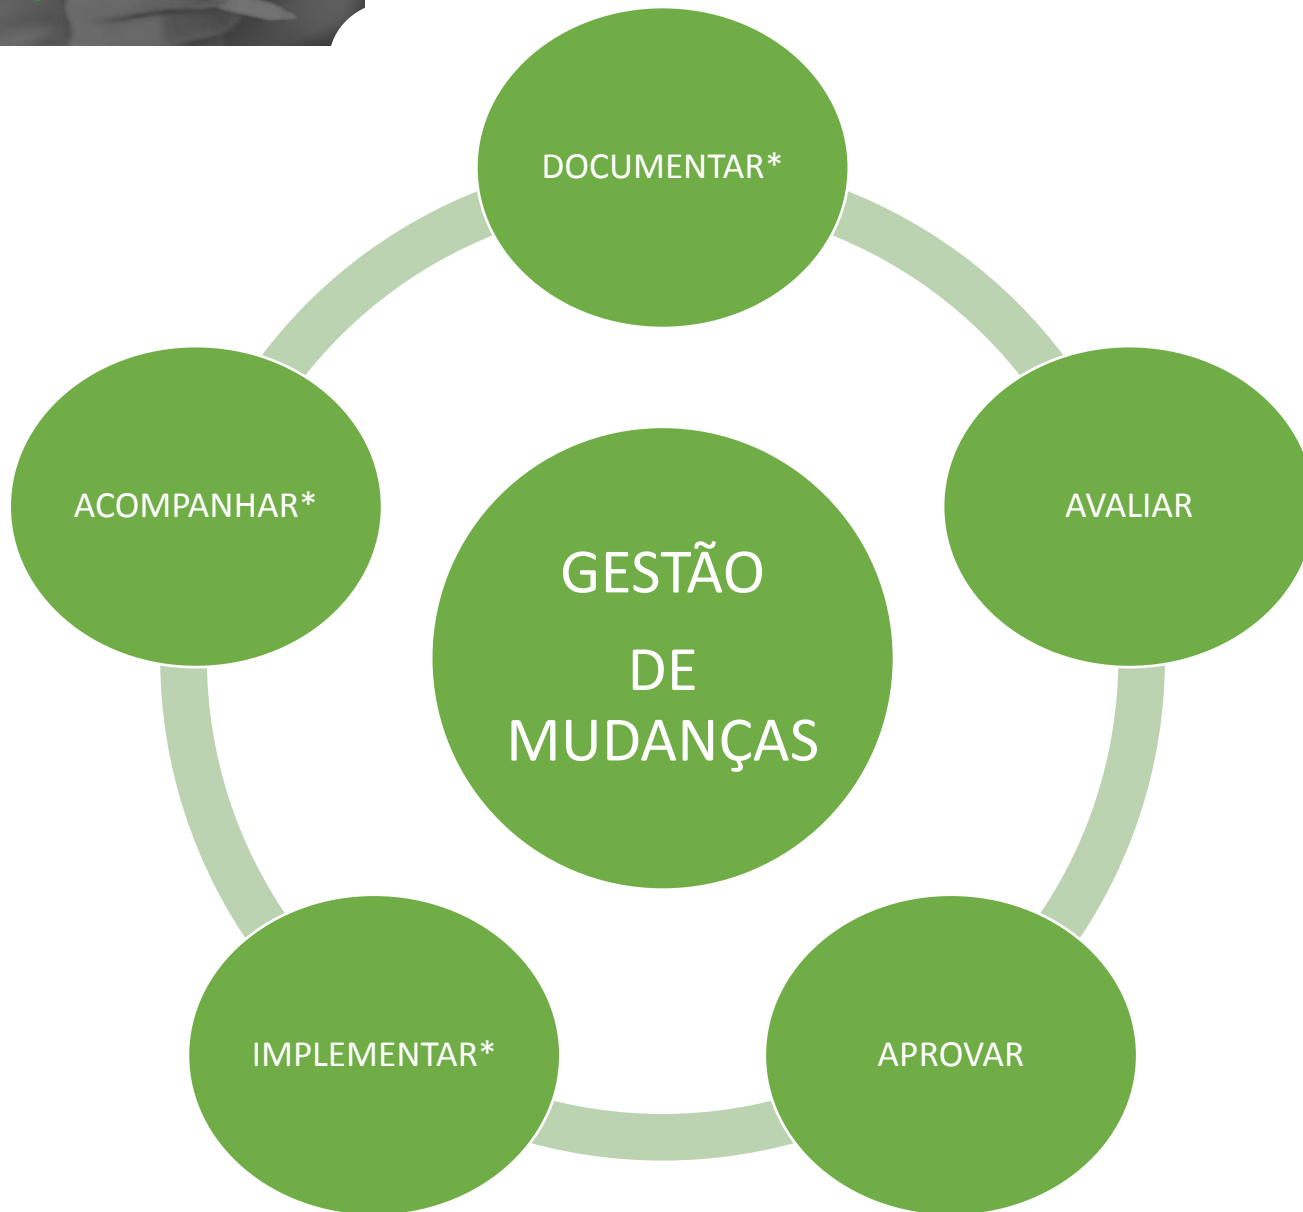 DOCUMENTAR*
AVALIAR
APROVAR
IMPLEMENTAR*
ACOMPANHAR*
GESTÃO
DE
MUDANÇAS